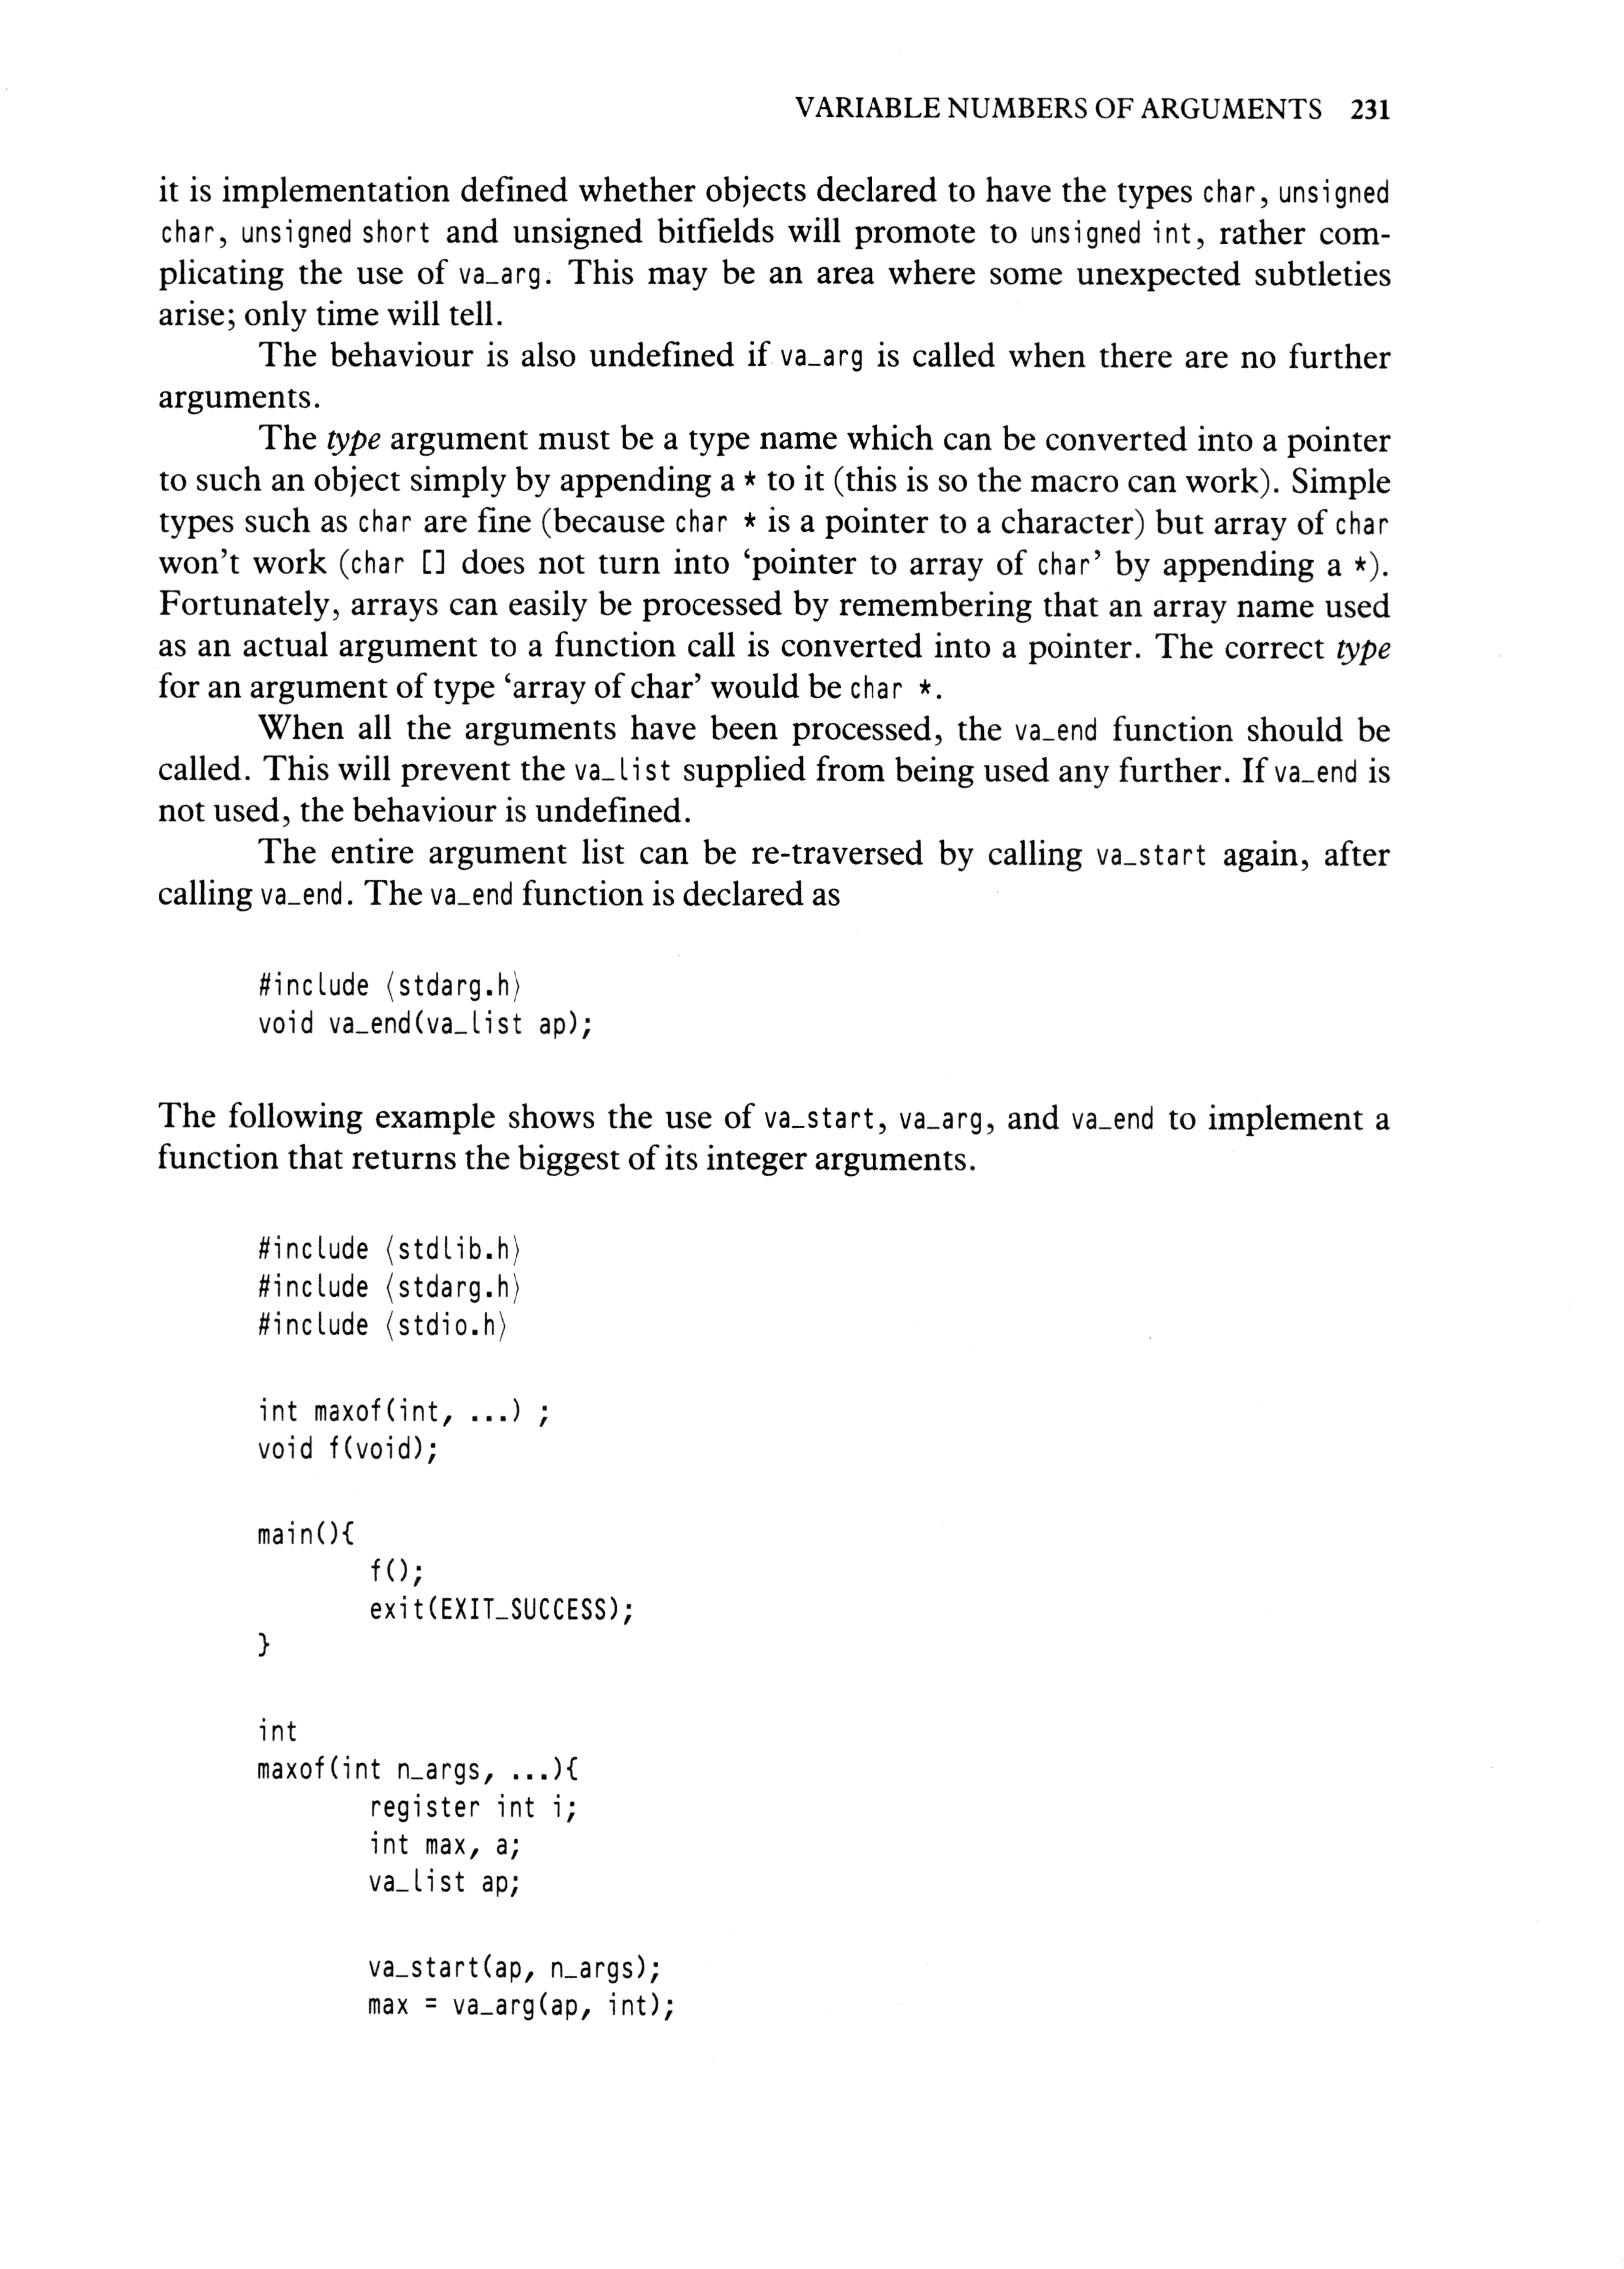 VARIABLE NUMBERS OF ARGUMENTS 231
it is implementation defined whether objects declared to have the types char, unsigned
char, unsigned short and unsigned bitfields will promote to unsigned int, rather com-
plicating the use of va_arg. This may be an area where some unexpected subtleties
arise; only time will tell.
The behaviour is also undefined if va_arg is called when there are no further
arguments.
The type argument must be a type name which can be converted into a pointer
to such an object simply by appending a * to it (this is so the macro can work). Simple
types such as char are fine (because char * is a pointer to a character) but array of char
won't work (char [] does not turn into ‘pointer to array of char’ by appending a *).
Fortunately, arrays can easily be processed by remembering that an array name used
as an actual argument to a function call is converted into a pointer. The correct type
for an argument of type ‘array of char’ would be char *.
When all the arguments have been processed, the va_end function should be
called. This will prevent the va_list supplied from being used any further. If va_end is
not used, the behaviour is undefined.
The entire argument list can be re-traversed by calling va_start again, after
calling va_end. The va_end function is declared as
#include ⟨stdarg.h⟩
void va_end(va_list ap);
The following example shows the use of va_start, va_arg, and va_end to implement a
function that returns the biggest of its integer arguments.
#include ⟨stdlib.h⟩
#include ⟨stdarg.h⟩
#include ⟨stdio.h⟩
int maxof(int, ...) ;
void f(void);
main(){
f();
exit(EXIT_SUCCESS);
}
int
maxof(int n_args, ...){
register int i;
int max, a;
va_list ap;
va_start(ap, n_args);
max = va_arg(ap, int);